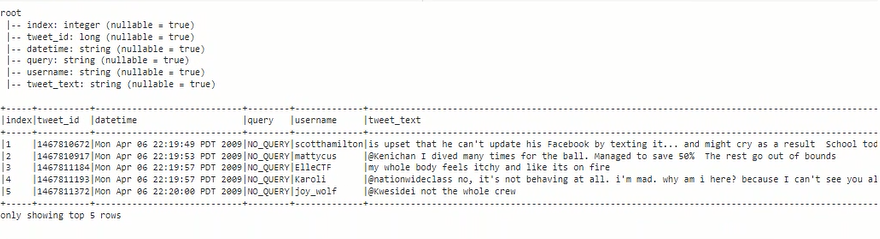 root
 |-- index: integer (nullable = true)
 |-- tweet_id: long (nullable = true)
 |-- datetime: string (nullable = true)
 |-- query: string (nullable = true)
 |-- username: string (nullable = true)
 |-- tweet_text: string (nullable = true)
+-----+----------+----------------------------+--------+-------------+--------------------
|index|tweet_id  |datetime                    |query   |username     |tweet_text
+-----+----------+----------------------------+--------+-------------+--------------------
|1    |1467810672|Mon Apr 06 22:19:49 PDT 2009|NO_QUERY|scotthamilton|is upset that he can't update his Facebook by texting it... and might cry as a result  School tod
|2    |1467810917|Mon Apr 06 22:19:53 PDT 2009|NO_QUERY|mattycus     |@Kenichan I dived many times for the ball. Managed to save 50%  The rest go out of bounds
|3    |1467811184|Mon Apr 06 22:19:57 PDT 2009|NO_QUERY|ElleCTF      |my whole body feels itchy and like its on fire
|4    |1467811193|Mon Apr 06 22:19:57 PDT 2009|NO_QUERY|Karoli       |@nationwideclass no, it's not behaving at all. i'm mad. why am i here? because I can't see you al
|5    |1467811372|Mon Apr 06 22:20:00 PDT 2009|NO_QUERY|joy_wolf     |@Kwesidei not the whole crew
+-----+----------+----------------------------+--------+-------------+--------------------
only showing top 5 rows